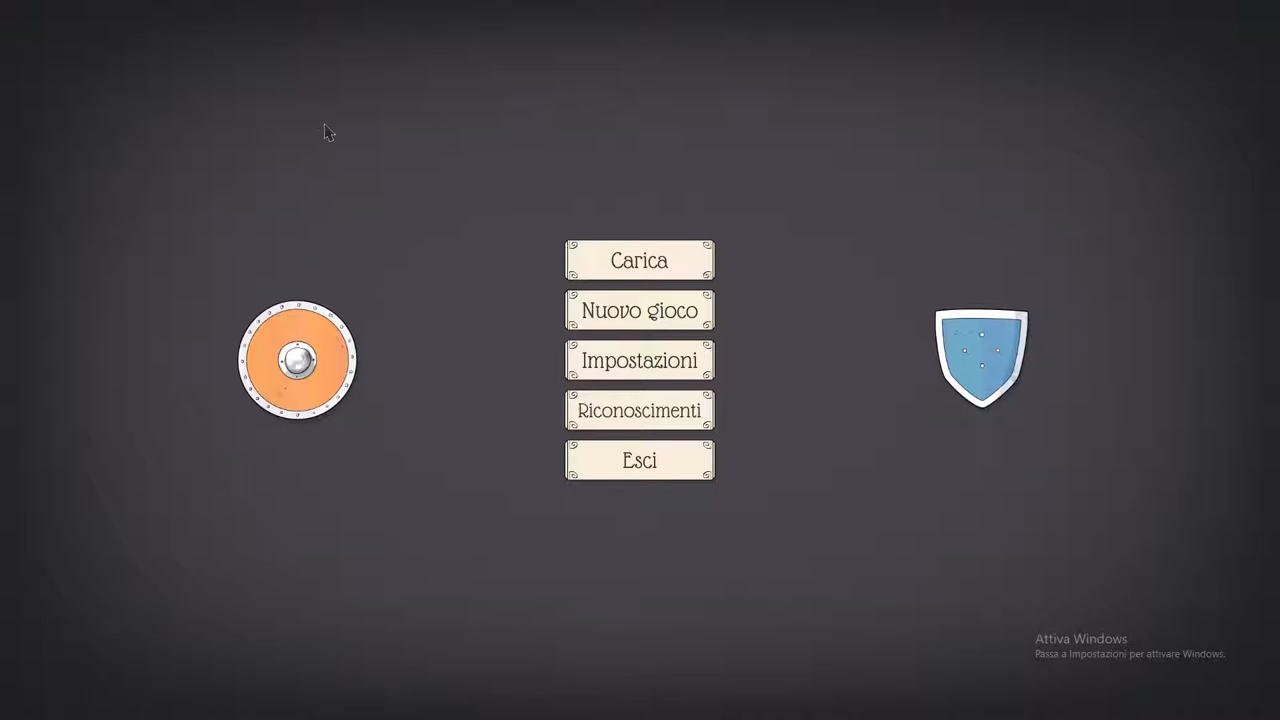 Carica
Nuovo gioco
Impostazioni
Riconoscimenti
Esci
Attiva Windows
Passa a Impostazioni per attivare Windows.